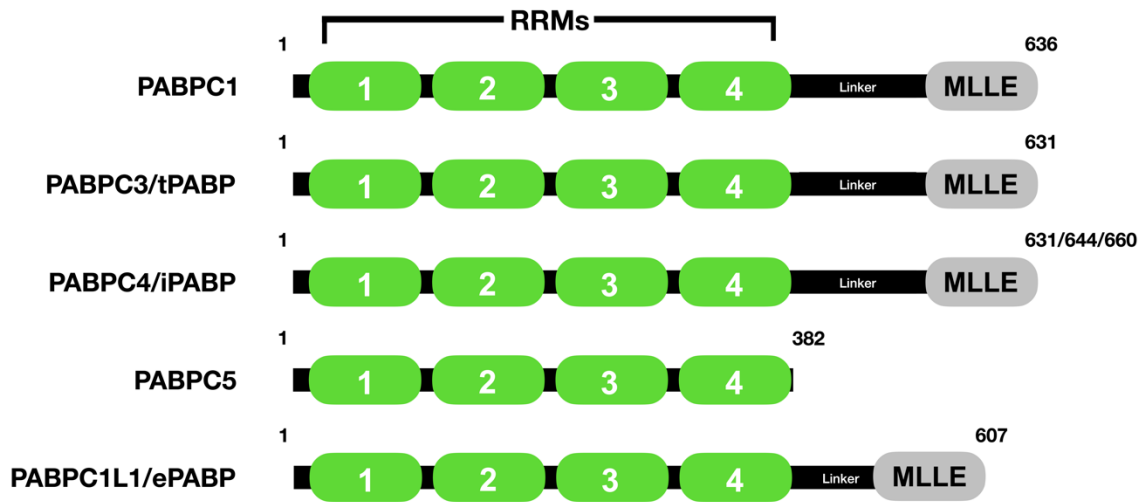 RRMs
1 636
PABPC1 1 2 3 4 Linker MLLE
1 631
PABPC3/tPABP 1 2 3 4 Linker MLLE
1 631/644/660
PABPC4/iPABP 1 2 3 4 Linker MLLE
1 382
PABPC5 1 2 3 4
1 607
PABPC1L1/ePABP 1 2 3 4 Linker MLLE